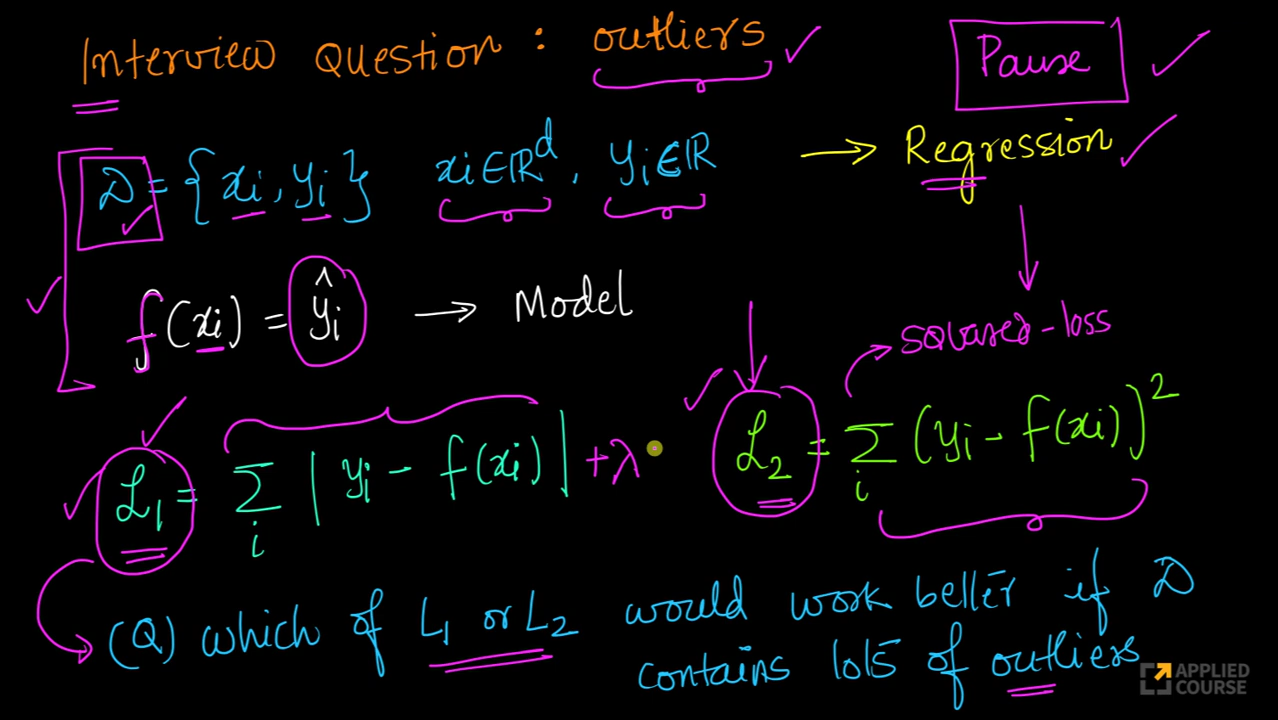 Interview Question : outliers
Pause
D = {xi, yi} xi∈ℝ^d, yi∈ℝ → Regression
f(xi) = ŷi → Model
squared-loss
L1 = Σi |yi - f(xi)| + λ
L2 = Σi (yi - f(xi))^2
(Q) which of L1 or L2 would work better if D
contains lots of outliers
APPLIED
COURSE